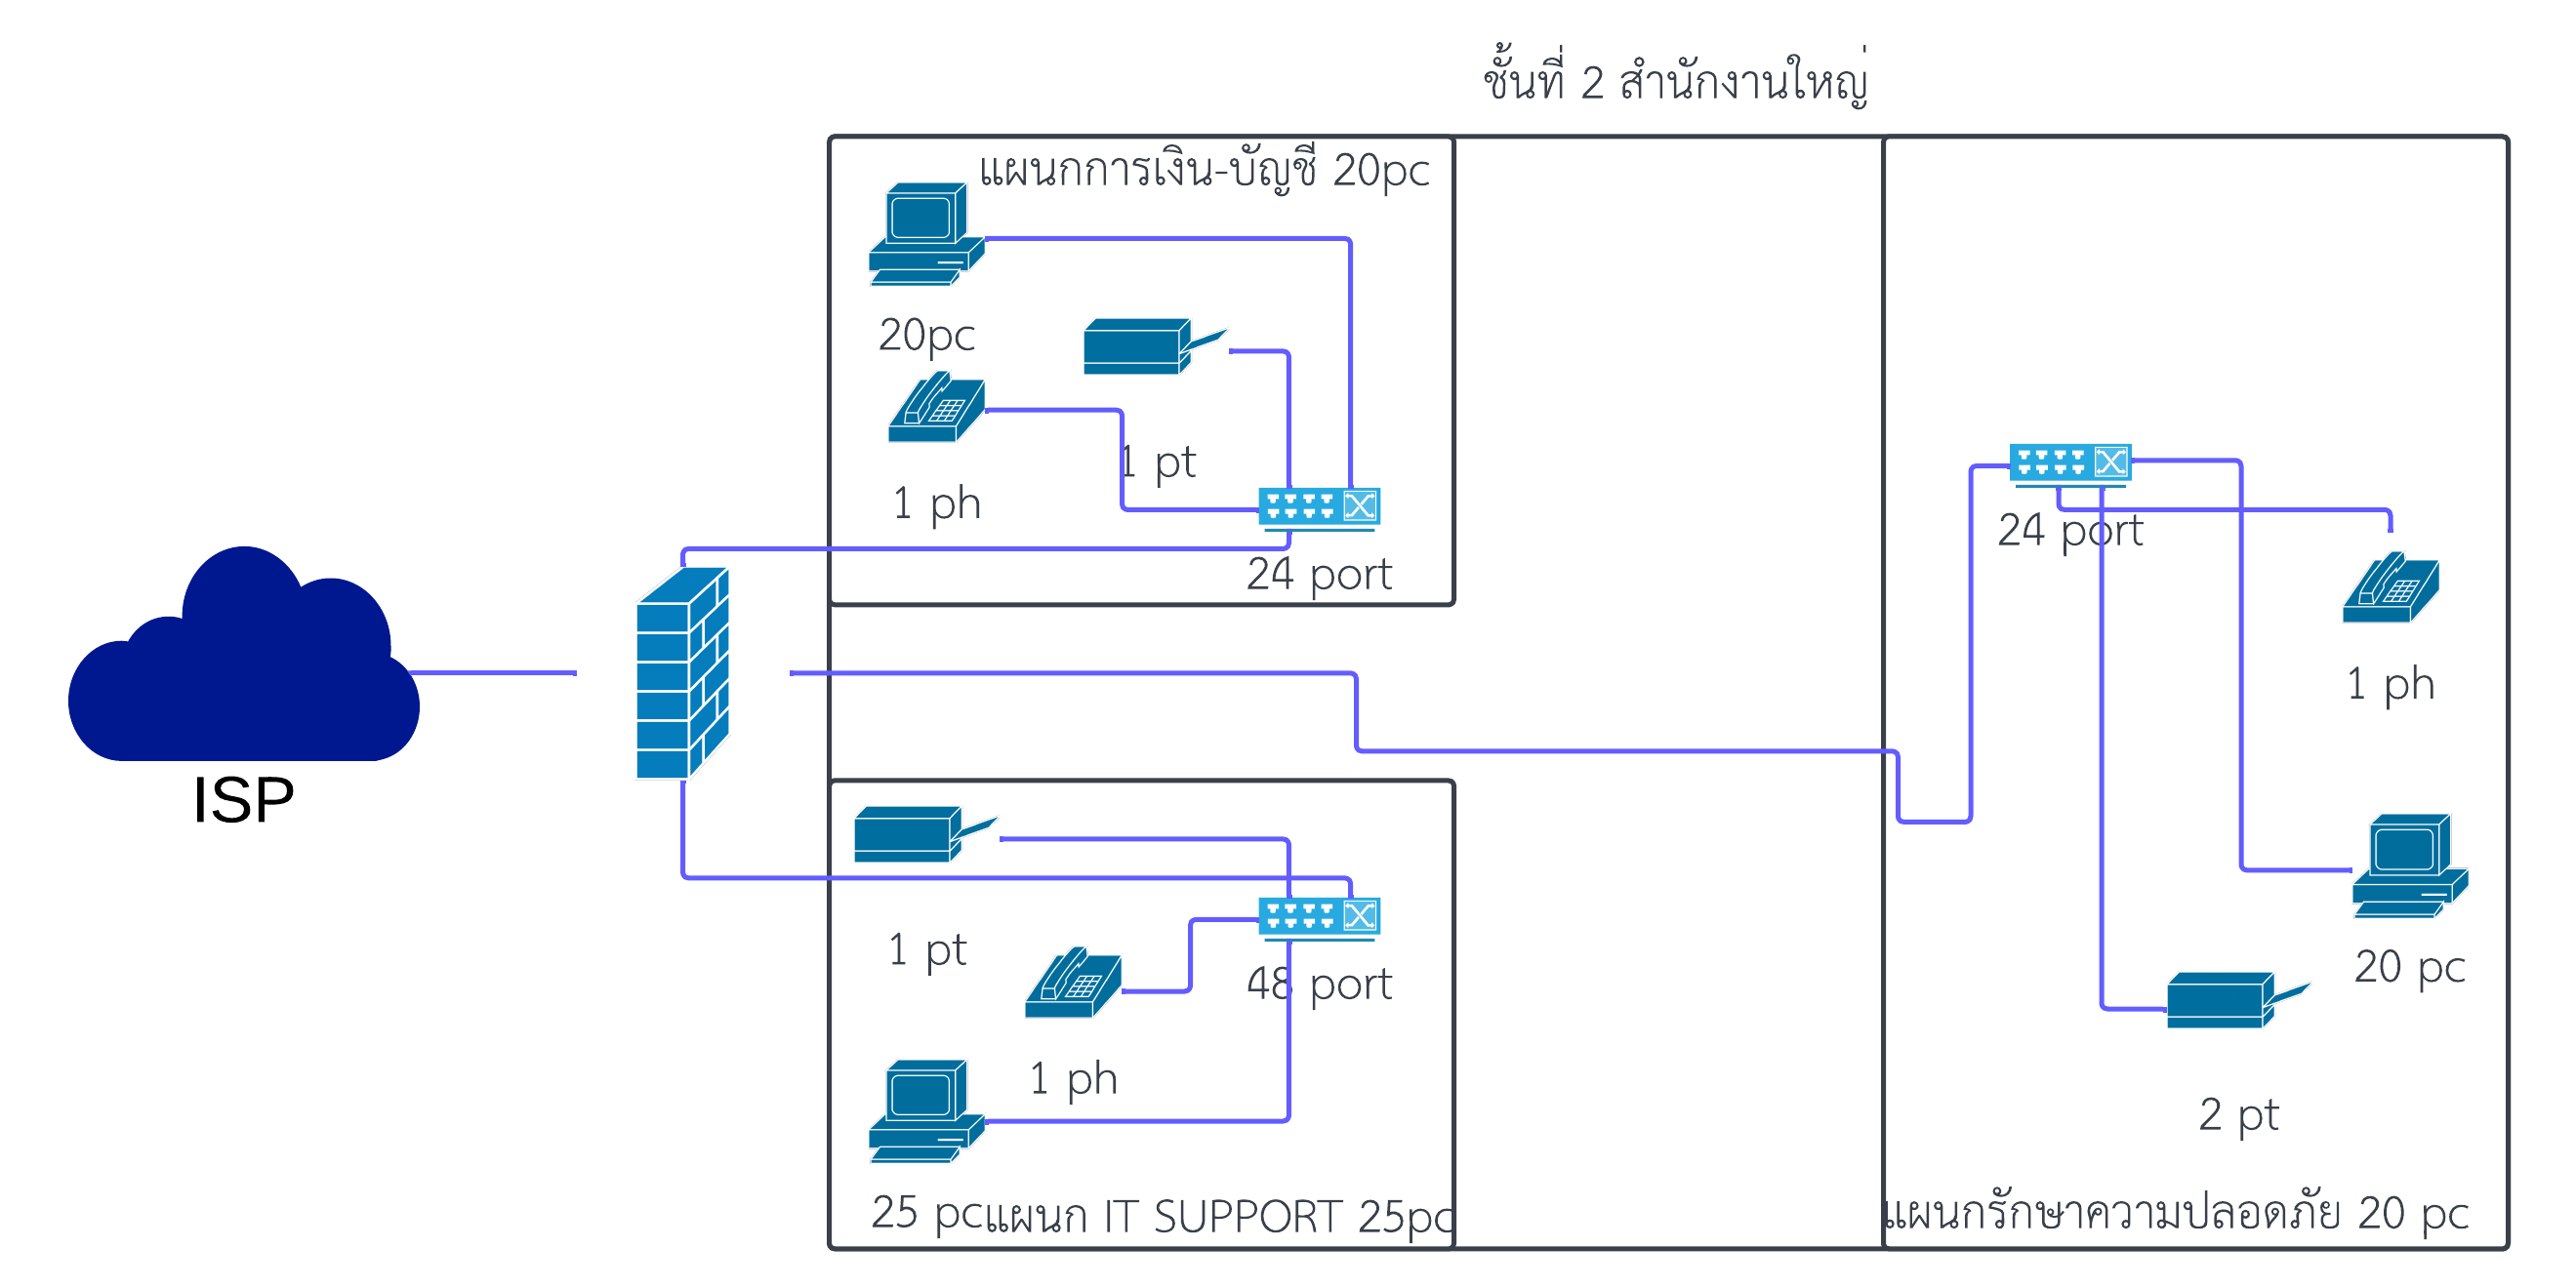 ชั้นที่ 2 สำนักงานใหญ่
แผนกการเงิน-บัญชี 20pc
20pc
1 pt
1 ph
24 port
ISP
1 pt
48 port
1 ph
25 pc
แผนก IT SUPPORT 25pc
24 port
1 ph
20 pc
2 pt
แผนกรักษาความปลอดภัย 20 pc